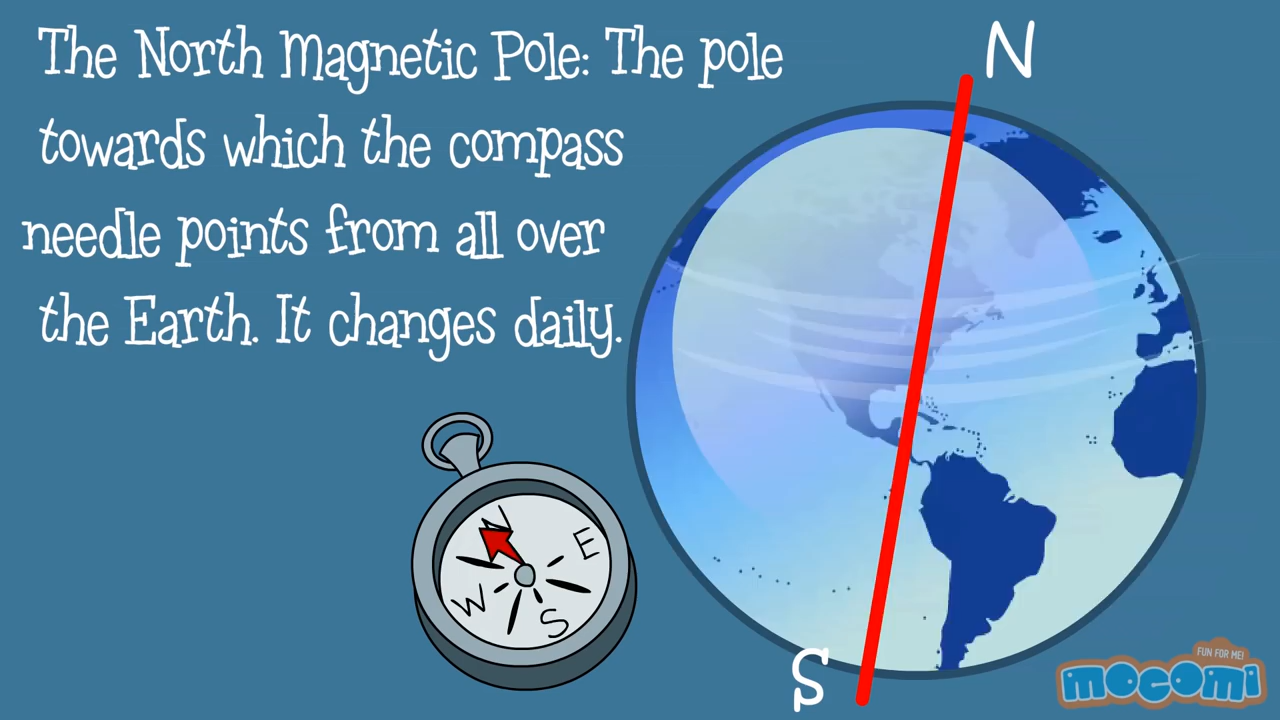 The North Magnetic Pole: The pole
towards which the compass
needle points from all over
the Earth. It changes daily.
N
S
N
E
W
S
FUN FOR ME!
mocomi